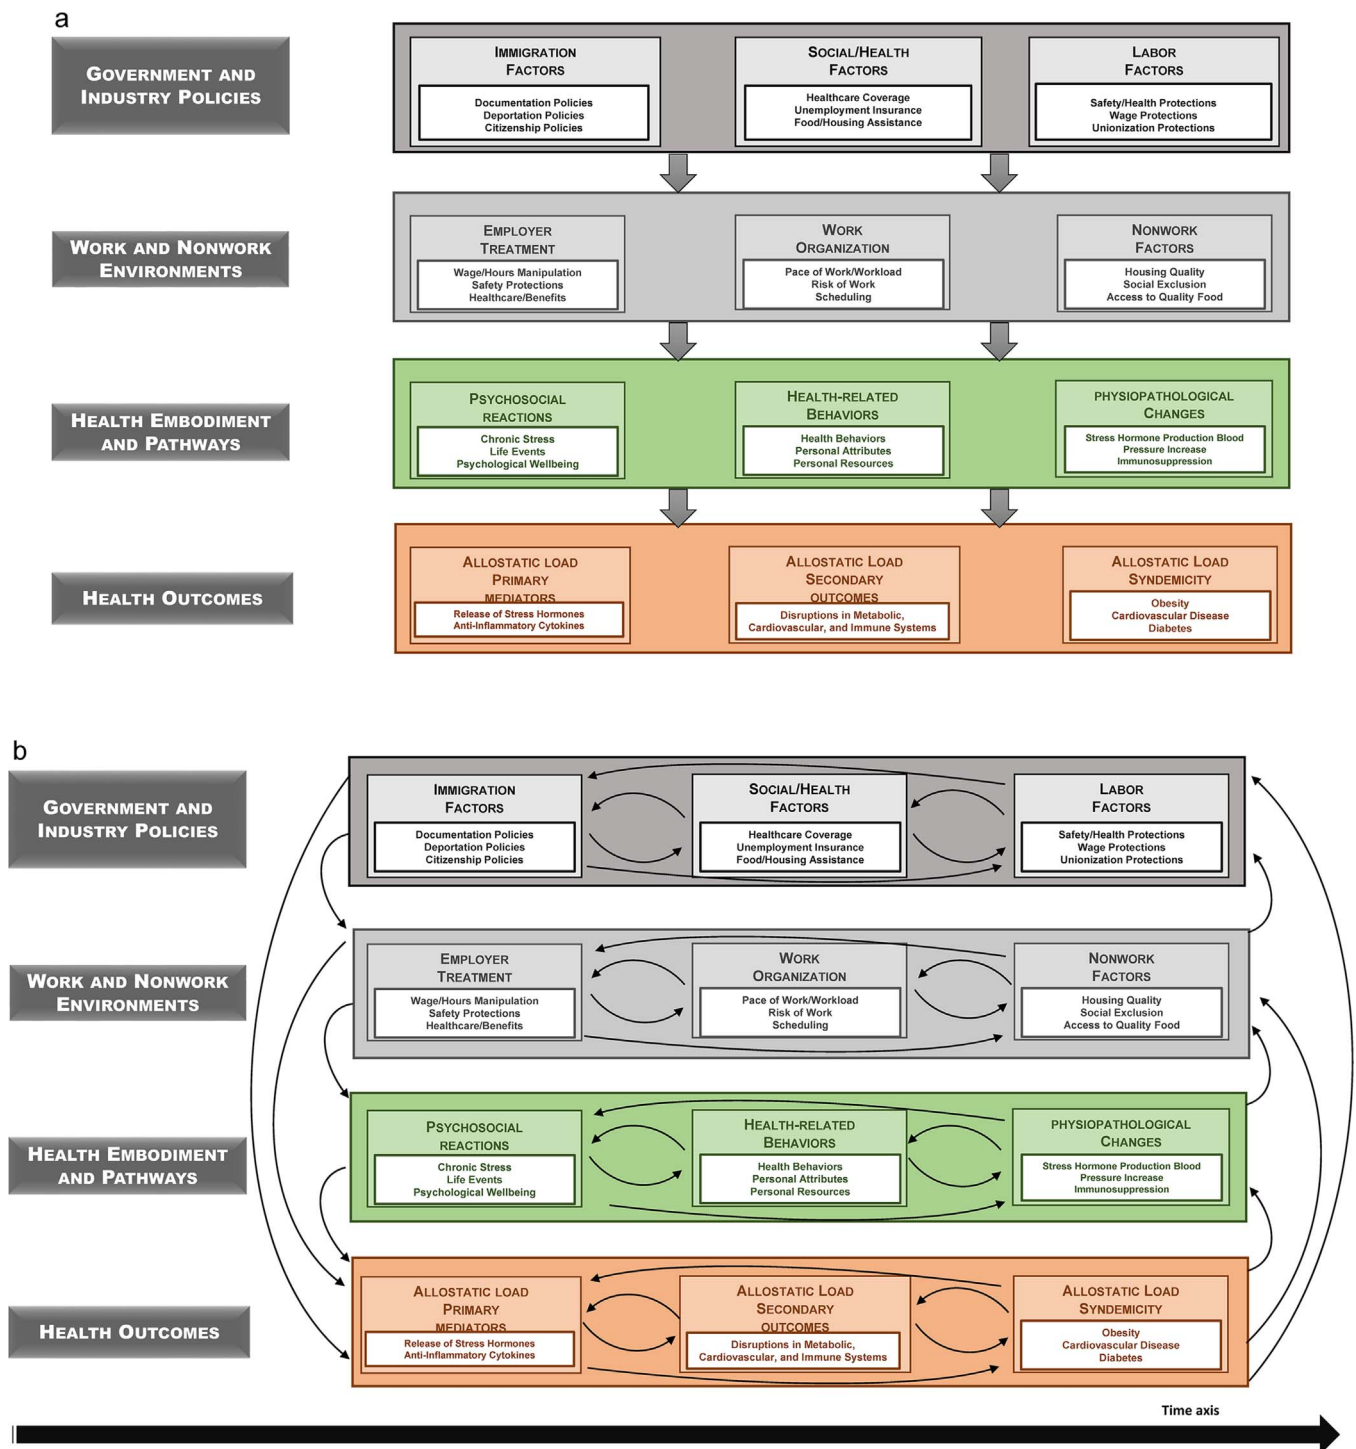 a
GOVERNMENT AND
INDUSTRY POLICIES
IMMIGRATION
FACTORS
Documentation Policies
Deportation Policies
Citizenship Policies
SOCIAL/HEALTH
FACTORS
Healthcare Coverage
Unemployment Insurance
Food/Housing Assistance
LABOR
FACTORS
Safety/Health Protections
Wage Protections
Unionization Protections
WORK AND NONWORK
ENVIRONMENTS
EMPLOYER
TREATMENT
Wage/Hours Manipulation
Safety Protections
Healthcare/Benefits
WORK
ORGANIZATION
Pace of Work/Workload
Risk of Work
Scheduling
NONWORK
FACTORS
Housing Quality
Social Exclusion
Access to Quality Food
HEALTH EMBODIMENT
AND PATHWAYS
PSYCHOSOCIAL
REACTIONS
Chronic Stress
Life Events
Psychological Wellbeing
HEALTH-RELATED
BEHAVIORS
Health Behaviors
Personal Attributes
Personal Resources
PHYSIOPATHOLOGICAL
CHANGES
Stress Hormone Production Blood
Pressure Increase
Immunosuppression
HEALTH OUTCOMES
ALLOSTATIC LOAD
PRIMARY
MEDIATORS
Release of Stress Hormones
Anti-Inflammatory Cytokines
ALLOSTATIC LOAD
SECONDARY
OUTCOMES
Disruptions in Metabolic,
Cardiovascular, and Immune Systems
ALLOSTATIC LOAD
SYNDEMICITY
Obesity
Cardiovascular Disease
Diabetes
b
GOVERNMENT AND
INDUSTRY POLICIES
IMMIGRATION
FACTORS
Documentation Policies
Deportation Policies
Citizenship Policies
SOCIAL/HEALTH
FACTORS
Healthcare Coverage
Unemployment Insurance
Food/Housing Assistance
LABOR
FACTORS
Safety/Health Protections
Wage Protections
Unionization Protections
WORK AND NONWORK
ENVIRONMENTS
EMPLOYER
TREATMENT
Wage/Hours Manipulation
Safety Protections
Healthcare/Benefits
WORK
ORGANIZATION
Pace of Work/Workload
Risk of Work
Scheduling
NONWORK
FACTORS
Housing Quality
Social Exclusion
Access to Quality Food
HEALTH EMBODIMENT
AND PATHWAYS
PSYCHOSOCIAL
REACTIONS
Chronic Stress
Life Events
Psychological Wellbeing
HEALTH-RELATED
BEHAVIORS
Health Behaviors
Personal Attributes
Personal Resources
PHYSIOPATHOLOGICAL
CHANGES
Stress Hormone Production Blood
Pressure Increase
Immunosuppression
HEALTH OUTCOMES
ALLOSTATIC LOAD
PRIMARY
MEDIATORS
Release of Stress Hormones
Anti-Inflammatory Cytokines
ALLOSTATIC LOAD
SECONDARY
OUTCOMES
Disruptions in Metabolic,
Cardiovascular, and Immune Systems
ALLOSTATIC LOAD
SYNDEMICITY
Obesity
Cardiovascular Disease
Diabetes
Time axis